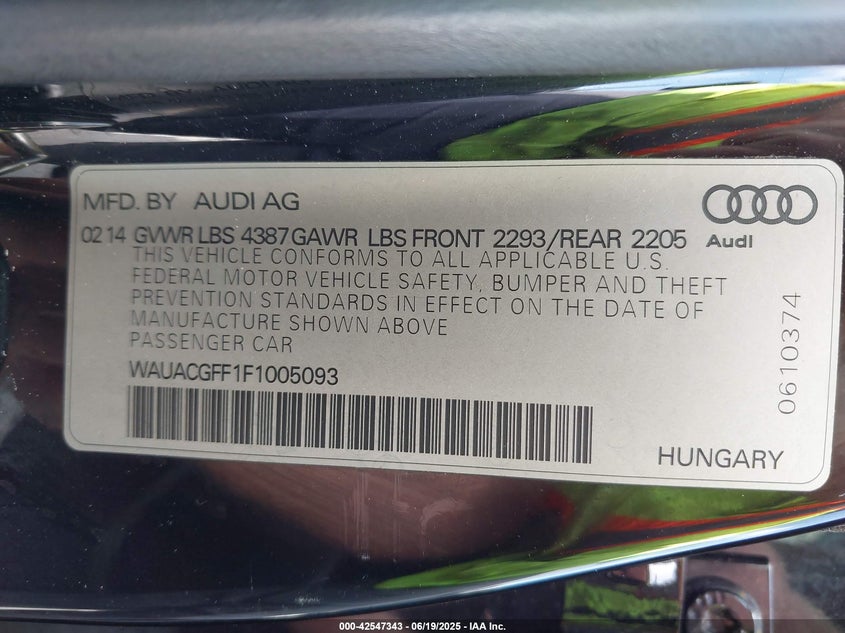 MFD. BY AUDI AG
02 14 GVWR LBS 4387 GAWR LBS FRONT 2293/REAR 2205
Audi
THIS VEHICLE CONFORMS TO ALL APPLICABLE U.S.
FEDERAL MOTOR VEHICLE SAFETY, BUMPER AND THEFT
PREVENTION STANDARDS IN EFFECT ON THE DATE OF
MANUFACTURE SHOWN ABOVE
PASSENGER CAR
WAUACGFF1F1005093
0610374
HUNGARY
000-42547343 - 06/19/2025 - IAA Inc.